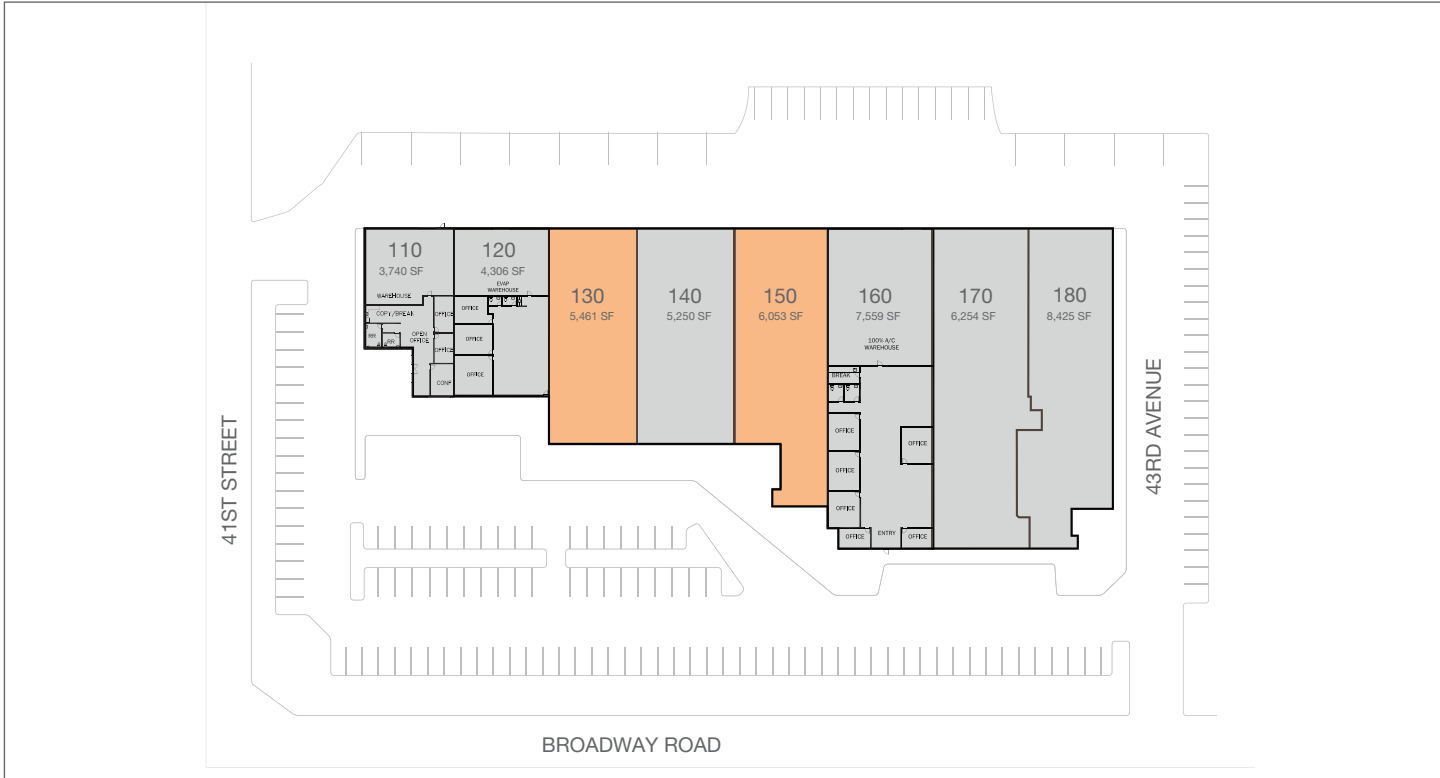 110
3,740 SF
WAREHOUSE
COPY/BREAK
RR
RR
OPEN
OFFICE
OFFICE
OFFICE
CONF
120
4,306 SF
EVAP
WAREHOUSE
OFFICE
OFFICE
OFFICE
130
5,461 SF
140
5,250 SF
150
6,053 SF
160
7,559 SF
100% A/C
WAREHOUSE
BREAK
OFFICE
OFFICE
OFFICE
OFFICE
OFFICE
ENTRY
OFFICE
170
6,254 SF
180
8,425 SF
41ST STREET
43RD AVENUE
BROADWAY ROAD